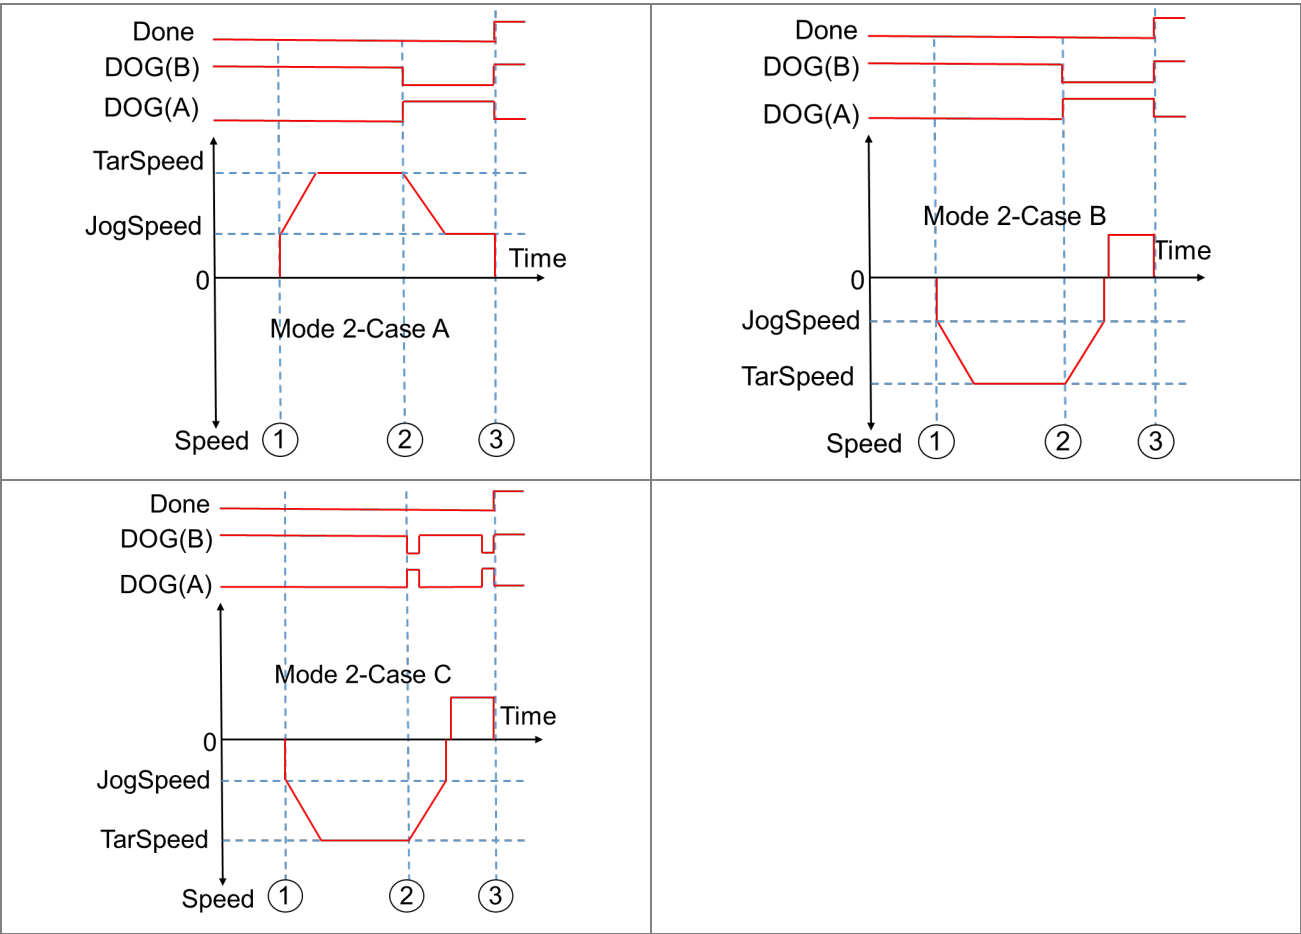 Done
DOG(B)
DOG(A)
TarSpeed
JogSpeed
Time
0
Mode 2-Case A
Speed 1 2 3
Done
DOG(B)
DOG(A)
Mode 2-Case B
Time
0
JogSpeed
TarSpeed
Speed 1 2 3
Done
DOG(B)
DOG(A)
Mode 2-Case C
Time
0
JogSpeed
TarSpeed
Speed 1 2 3